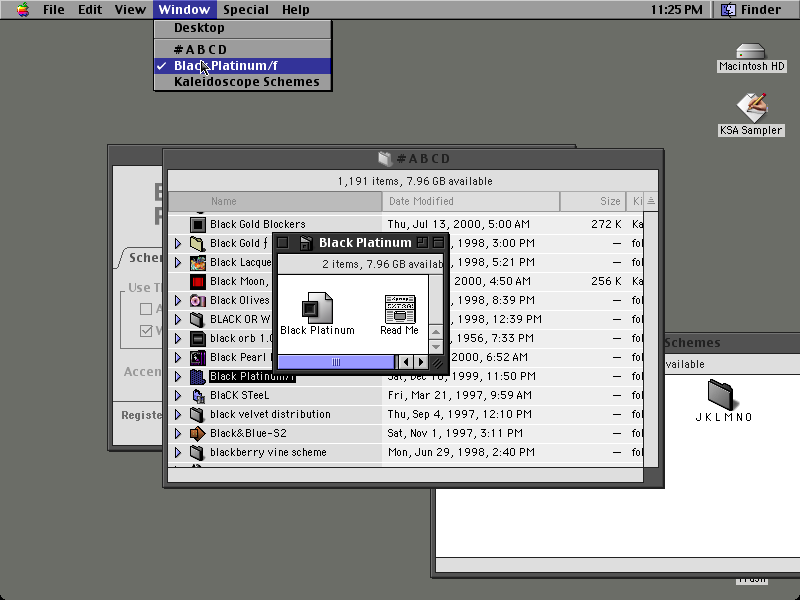 File Edit View Window Special Help 11:25 PM Finder
Desktop
#ABCD
✓ Black Platinum/f
Kaleidoscope Schemes
Macintosh HD
KSA Sampler
#ABCD
1,191 items, 7.96 GB available
Name Date Modified Size Ki
Black Gold Blockers Thu, Jul 13, 2000, 5:00 AM 272 K Ka
Black Gold ƒ , 1998, 3:00 PM — fol
Black Lacque , 1998, 5:21 PM — fol
Black Moon, 2000, 4:50 AM 256 K Ka
Black Olives , 1998, 8:39 PM — fol
BLACK OR W , 1998, 12:39 PM — fol
black orb 1.0 , 1956, 7:33 PM — fol
Black Pearl 2000, 6:52 AM — fol
Black Platinum/f Sat, Dec 18, 1999, 11:50 PM — fol
BlaCK STeeL Fri, Mar 21, 1997, 9:59 AM — fol
black velvet distribution Thu, Sep 4, 1997, 12:10 PM — fol
Black&Blue-S2 Sat, Nov 1, 1997, 3:11 PM — fol
blackberry vine scheme Mon, Jun 29, 1998, 2:40 PM — fol
Black Platinum
2 items, 7.96 GB availab
Black Platinum
Read Me
Schem
Use Th
A
W
Accen
Registe
Schemes
vailable
J K L M N O
Trash